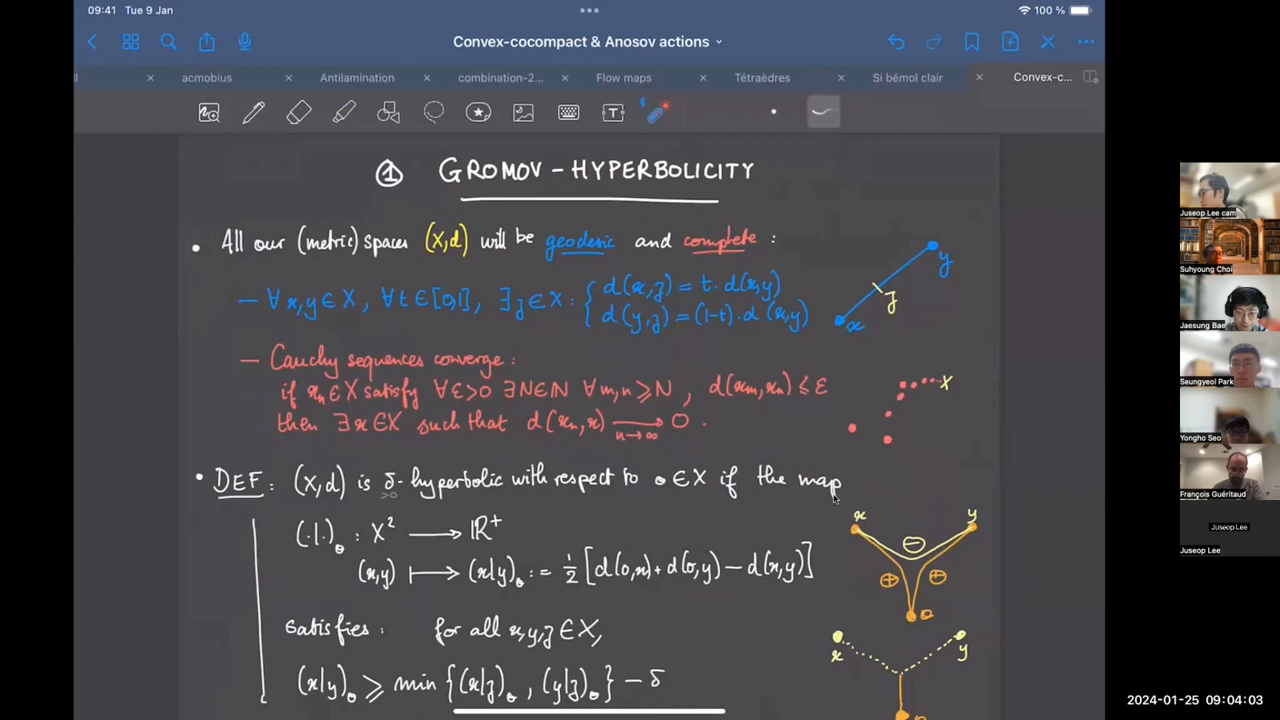 09:41 Tue 9 Jan
100 %
Convex-cocompact & Anosov actions
acmobius
Antilamination
combination-2...
Flow maps
Tétraèdres
Si bémol clair
Convex-c...
① GROMOV-HYPERBOLICITY
• All our (metric) spaces (X,d) will be geodesic and complete :
— ∀ x,y ∈ X, ∀t ∈ [0,1], ∃ z ∈ X : { d(x,z) = t. d(x,y)
d(y,z) = (1-t). d(x,y)
x
z
y
— Cauchy sequences converge :
if xn ∈ X satisfy ∀ε>0 ∃N∈ℕ ∀m,n ≥ N, d(xm,xn) ≤ ε
then ∃ x ∈ X such that d(xn,x) ⟶ 0 .
n→∞
x
• DEF : (X,d) is δ-hyperbolic with respect to o ∈ X if the map
>0
(.|.)o : X² ⟶ ℝ⁺
(x,y) ⟼ (x|y)o := ½ [d(o,x) + d(o,y) − d(x,y)]
satisfies : for all x,y,z ∈ X,
(x|y)o ≥ min {(x|z)o , (y|z)o} − δ
x
y
⊖
⊕ ⊕
o
x
y
o
Juseop Lee cam
Suhyoung Choi
Jaesung Bae
Seungyeol Park
Yongho Seo
François Guéritaud
Juseop Lee
Juseop Lee
2024-01-25 09:04:03